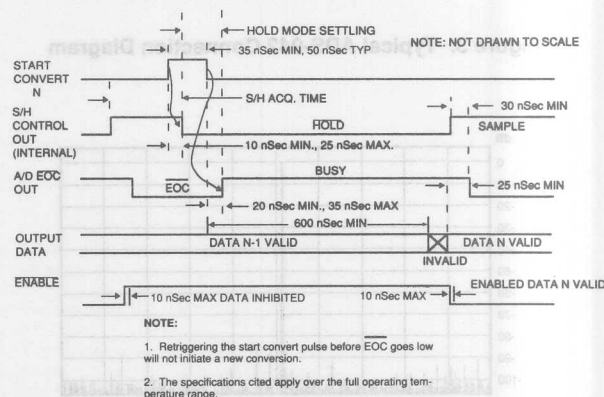 HOLD MODE SETTLING
35 nSec MIN, 50 nSec TYP
NOTE: NOT DRAWN TO SCALE
START
CONVERT
N
S/H ACQ. TIME
30 nSec MIN
S/H
CONTROL
OUT
(INTERNAL)
HOLD
SAMPLE
10 nSec MIN., 25 nSec MAX.
A/D EOC
OUT
EOC
BUSY
25 nSec MIN
20 nSec MIN., 35 nSec MAX
600 nSec MIN
OUTPUT
DATA
DATA N-1 VALID
DATA N VALID
INVALID
ENABLE
10 nSec MAX DATA INHIBITED
10 nSec MAX
ENABLED DATA N VALID
NOTE:
1. Retriggering the start convert pulse before EOC goes low
will not initiate a new conversion.
2. The specifications cited apply over the full operating tem-
perature range.